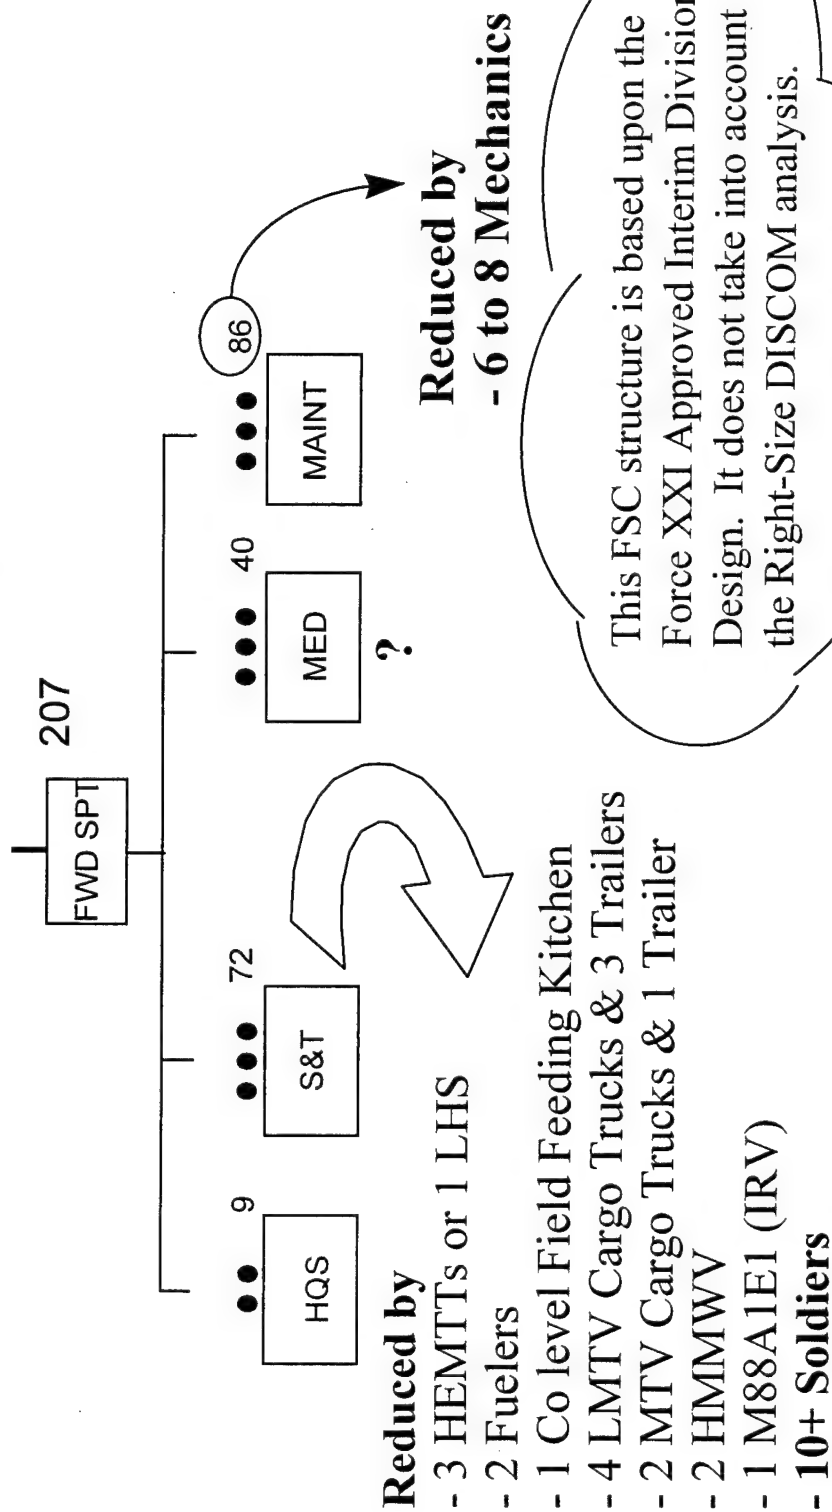 FWD SPT
207
HQS
9
S&T
72
MED
40
?
MAINT
86
Reduced by
- 3 HEMTTs or 1 LHS
- 2 Fuelers
- 1 Co level Field Feeding Kitchen
- 4 LMTV Cargo Trucks & 3 Trailers
- 2 MTV Cargo Trucks & 1 Trailer
- 2 HMMWV
- 1 M88A1E1 (IRV)
- 10+ Soldiers
Reduced by
- 6 to 8 Mechanics
This FSC structure is based upon the
Force XXI Approved Interim Division
Design. It does not take into account
the Right-Size DISCOM analysis.